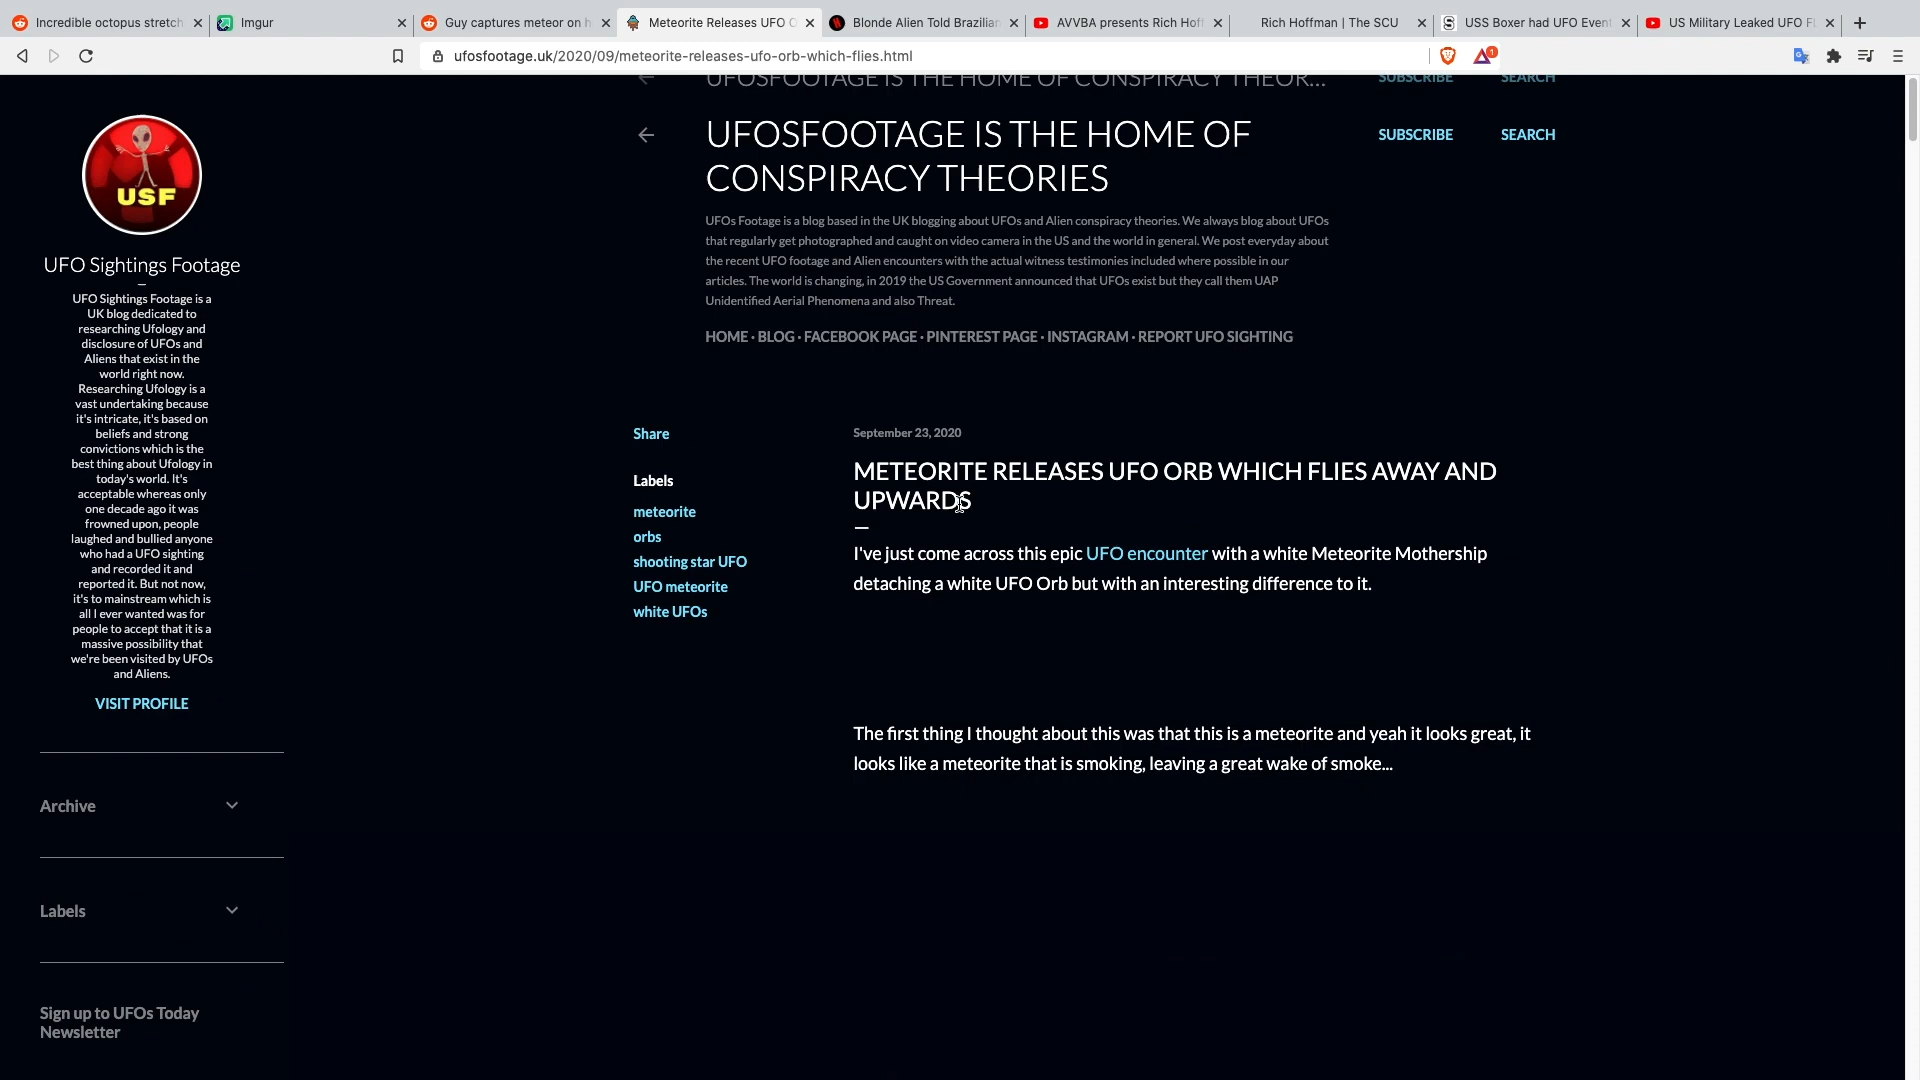 Incredible octopus stretch
Imgur
Guy captures meteor on h
Meteorite Releases UFO O
Blonde Alien Told Brazilian
AVVBA presents Rich Hoff
Rich Hoffman | The SCU
USS Boxer had UFO Event
US Military Leaked UFO F
ufosfootage.uk/2020/09/meteorite-releases-ufo-orb-which-flies.html
1
UFOSFOOTAGE IS THE HOME OF CONSPIRACY THEOR...
SUBSCRIBE
SEARCH
UFOSFOOTAGE IS THE HOME OF
CONSPIRACY THEORIES
SUBSCRIBE
SEARCH
UFOs Footage is a blog based in the UK blogging about UFOs and Alien conspiracy theories. We always blog about UFOs
that regularly get photographed and caught on video camera in the US and the world in general. We post everyday about
the recent UFO footage and Alien encounters with the actual witness testimonies included where possible in our
articles. The world is changing, in 2019 the US Government announced that UFOs exist but they call them UAP
Unidentified Aerial Phenomena and also Threat.
HOME · BLOG · FACEBOOK PAGE · PINTEREST PAGE · INSTAGRAM · REPORT UFO SIGHTING
USF
UFO Sightings Footage
UFO Sightings Footage is a
UK blog dedicated to
researching Ufology and
disclosure of UFOs and
Aliens that exist in the
world right now.
Researching Ufology is a
vast undertaking because
it's intricate, it's based on
beliefs and strong
convictions which is the
best thing about Ufology in
today's world. It's
acceptable whereas only
one decade ago it was
frowned upon, people
laughed and bullied anyone
who had a UFO sighting
and recorded it and
reported it. But not now,
it's to mainstream which is
all I ever wanted was for
people to accept that it is a
massive possibility that
we're been visited by UFOs
and Aliens.
VISIT PROFILE
Archive
Labels
Sign up to UFOs Today
Newsletter
Share
Labels
meteorite
orbs
shooting star UFO
UFO meteorite
white UFOs
September 23, 2020
METEORITE RELEASES UFO ORB WHICH FLIES AWAY AND
UPWARDS
I've just come across this epic UFO encounter with a white Meteorite Mothership
detaching a white UFO Orb but with an interesting difference to it.
The first thing I thought about this was that this is a meteorite and yeah it looks great, it
looks like a meteorite that is smoking, leaving a great wake of smoke...